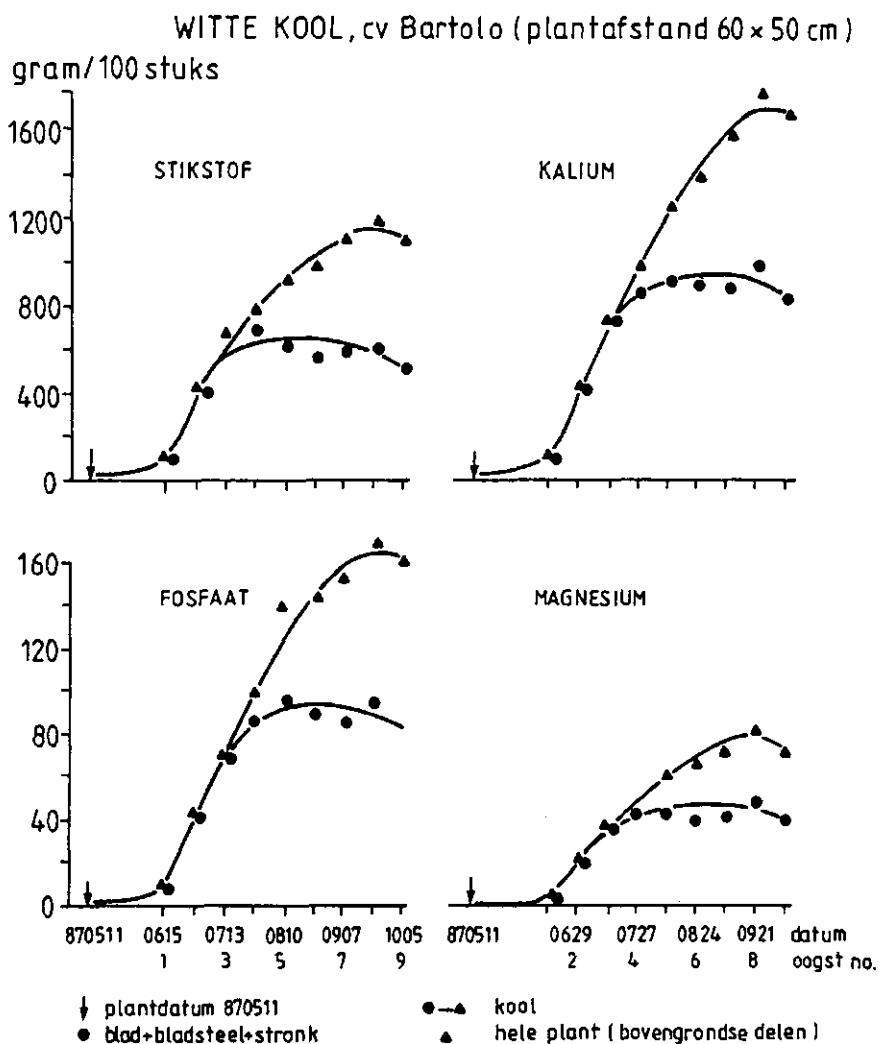 WITTE KOOL, cv Bartolo (plantafstand 60 × 50 cm)
gram/100 stuks
1600
1200
800
400
0
STIKSTOF
KALIUM
160
120
80
40
0
FOSFAAT
MAGNESIUM
870511 0615 0713 0810 0907 1005
1 3 5 7 9
870511 0629 0727 0824 0921 datum
2 4 6 8 oogst no.
↓ plantdatum 870511
● blad+bladsteel+stronk
●–▲ kool
▲ hele plant (bovengrondse delen)